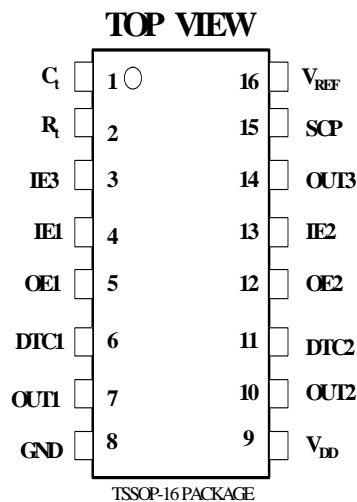 TOP VIEW
Ct 1 16 VREF
Rt 2 15 SCP
IE3 3 14 OUT3
IE1 4 13 IE2
OE1 5 12 OE2
DTC1 6 11 DTC2
OUT1 7 10 OUT2
GND 8 9 VDD
TSSOP-16 PACKAGE